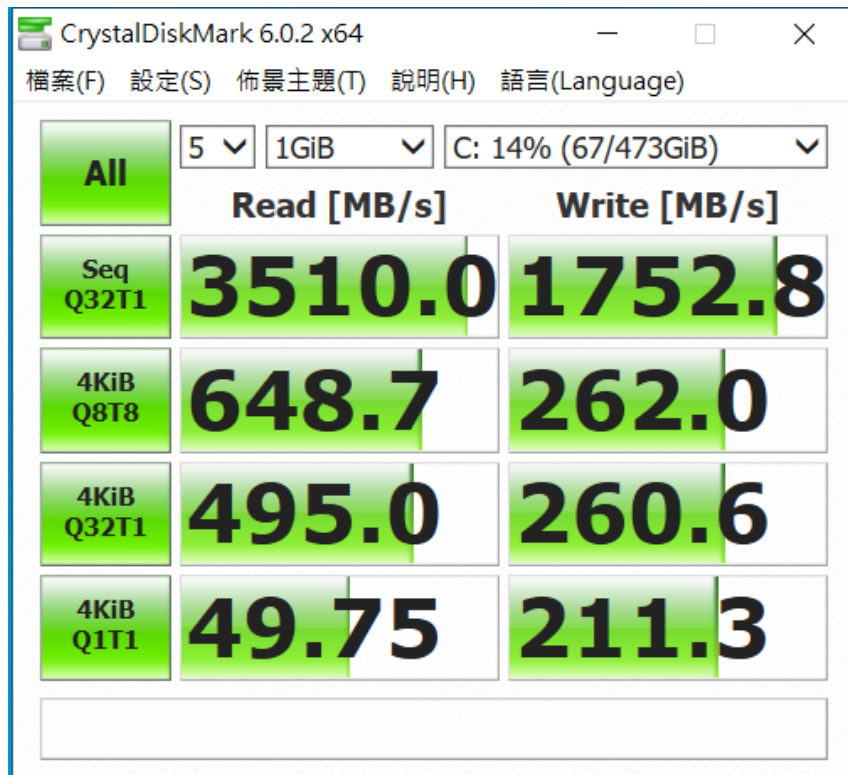 CrystalDiskMark 6.0.2 x64
檔案(F) 設定(S) 佈景主題(T) 說明(H) 語言(Language)
All
5 1GiB C: 14% (67/473GiB)
Read [MB/s] Write [MB/s]
Seq
Q32T1
3510.0 1752.8
4KiB
Q8T8
648.7 262.0
4KiB
Q32T1
495.0 260.6
4KiB
Q1T1
49.75 211.3